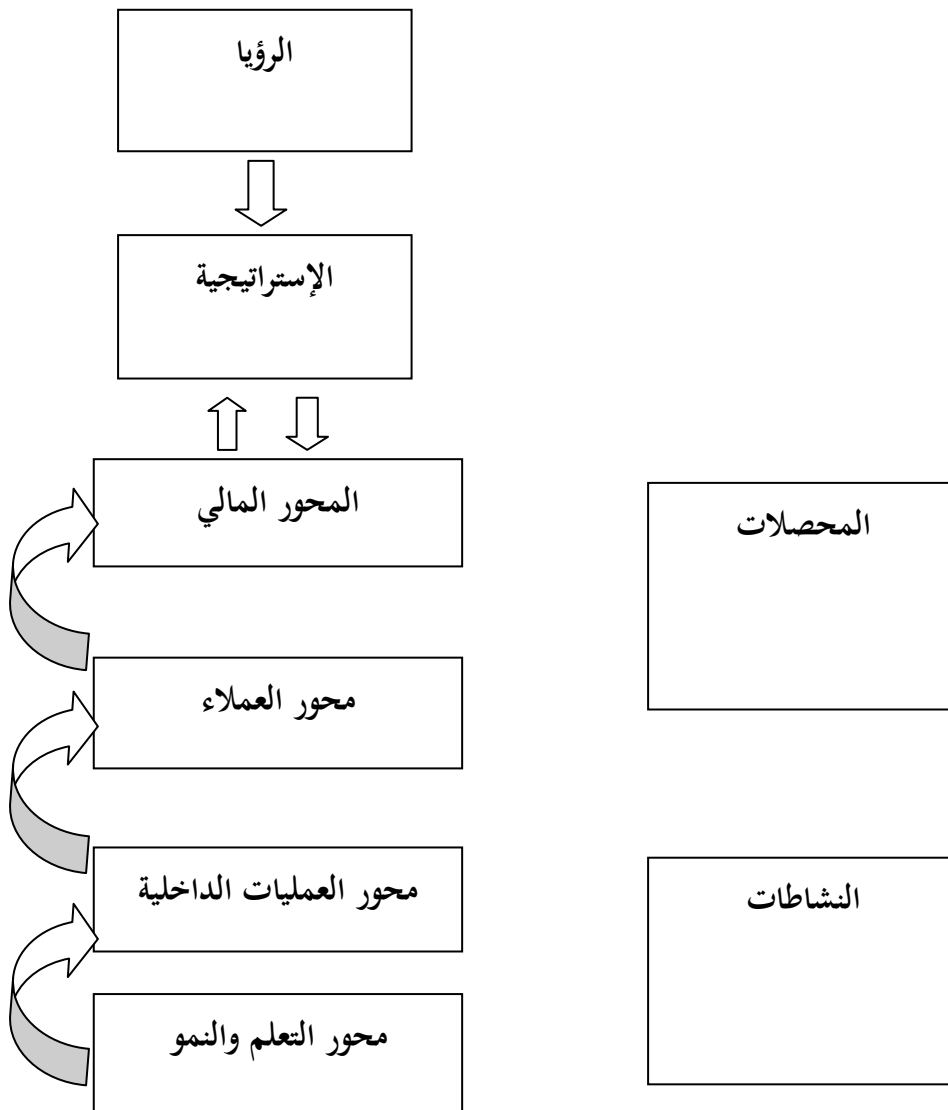 الرؤيا
الإستراتيجية
المحور المالي
المحصلات
محور العملاء
محور العمليات الداخلية
النشاطات
محور التعلم والنمو